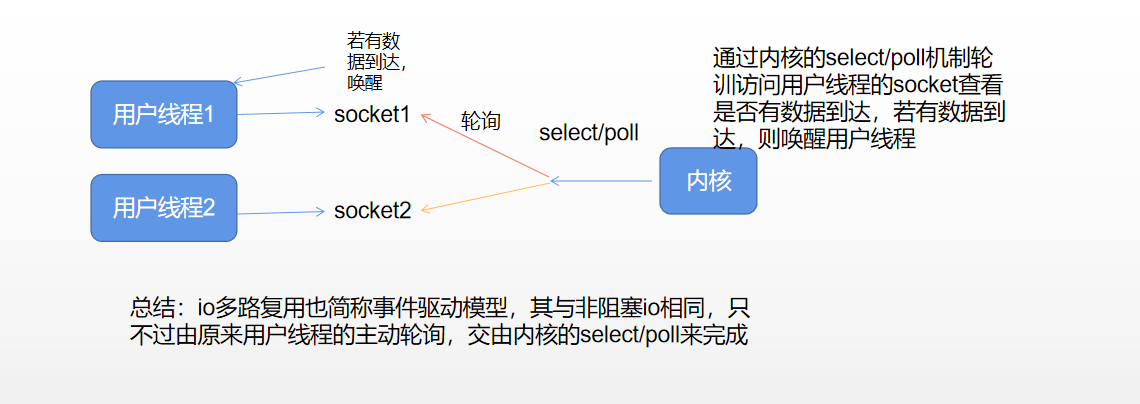 若有数
据到达，
唤醒
用户线程1
socket1
轮询
select/poll
通过内核的select/poll机制轮
训访问用户线程的socket查看
是否有数据到达，若有数据到
达，则唤醒用户线程
内核
用户线程2
socket2
总结：io多路复用也简称事件驱动模型，其与非阻塞io相同，只
不过由原来用户线程的主动轮询，交由内核的select/poll来完成